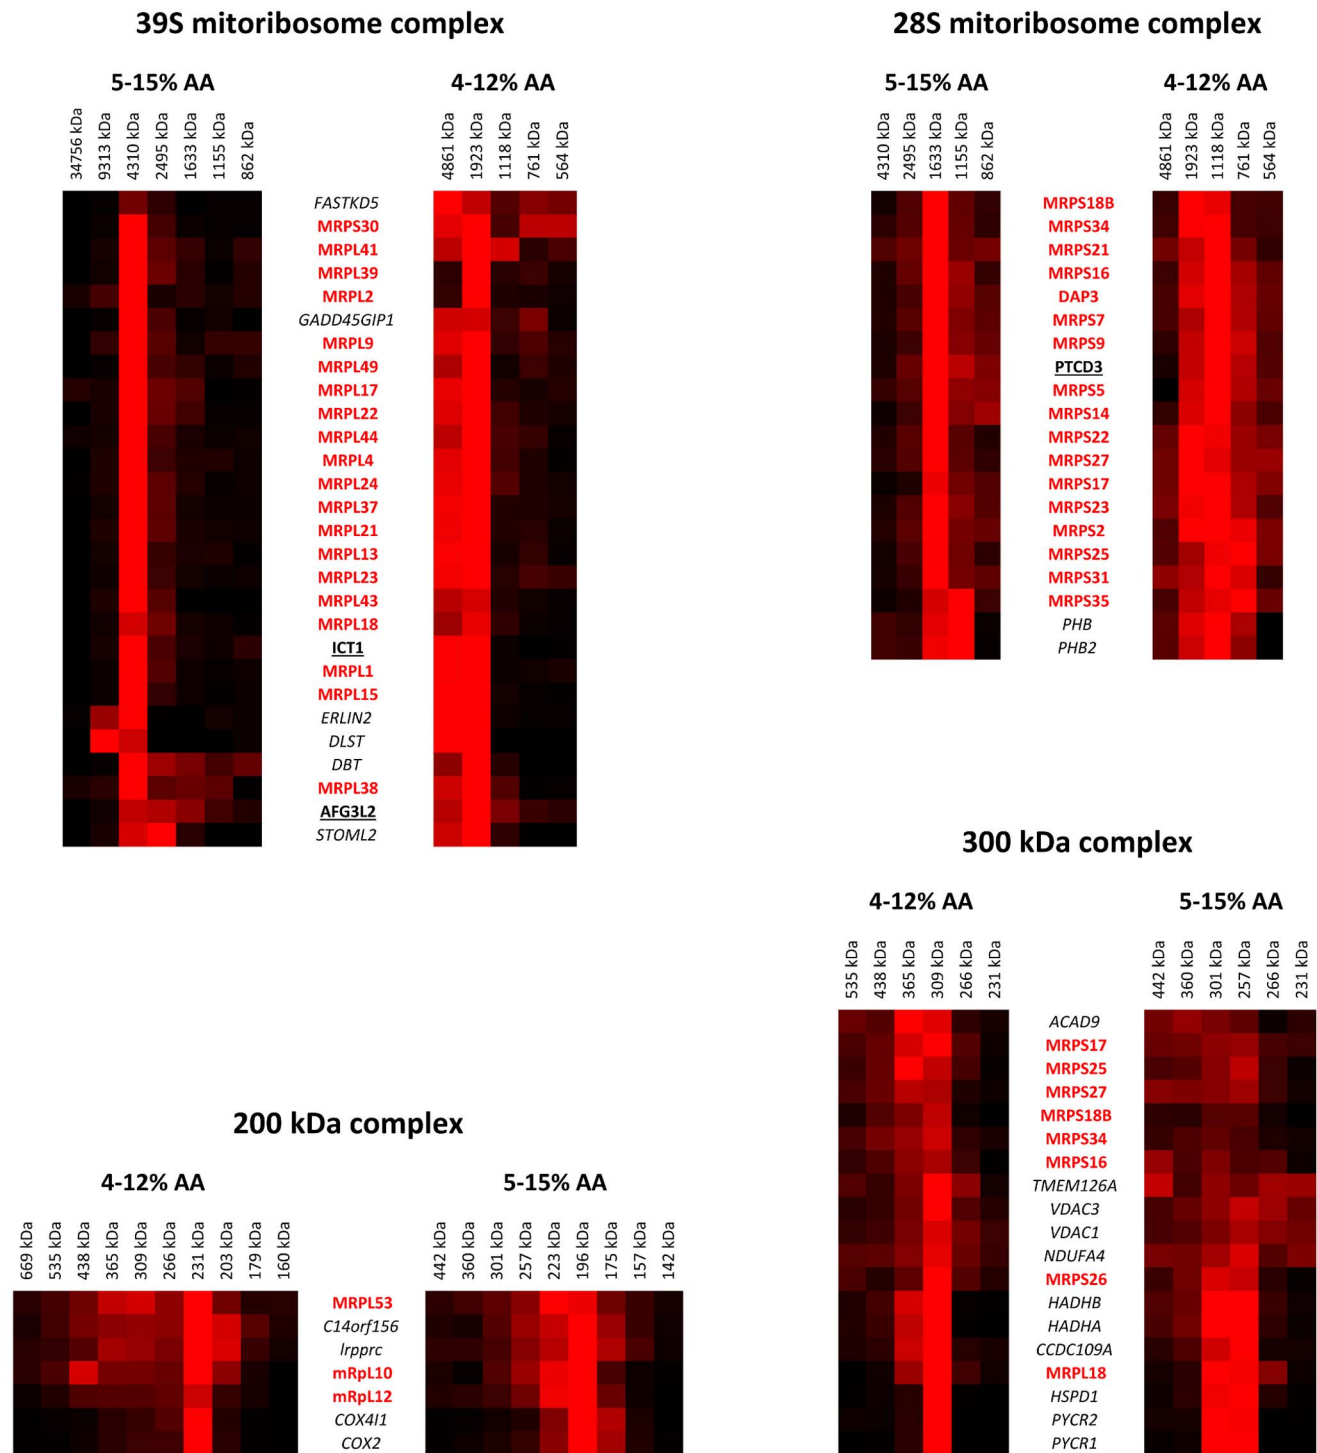 39S mitoribosome complex
5-15% AA
4-12% AA
34756 kDa
9313 kDa
4310 kDa
2495 kDa
1633 kDa
1155 kDa
862 kDa
4861 kDa
1923 kDa
1118 kDa
761 kDa
564 kDa
FASTKD5
MRPS30
MRPL41
MRPL39
MRPL2
GADD45GIP1
MRPL9
MRPL49
MRPL17
MRPL22
MRPL44
MRPL4
MRPL24
MRPL37
MRPL21
MRPL13
MRPL23
MRPL43
MRPL18
ICT1
MRPL1
MRPL15
ERLIN2
DLST
DBT
MRPL38
AFG3L2
STOML2
28S mitoribosome complex
5-15% AA
4-12% AA
4310 kDa
2495 kDa
1633 kDa
1155 kDa
862 kDa
4861 kDa
1923 kDa
1118 kDa
761 kDa
564 kDa
MRPS18B
MRPS34
MRPS21
MRPS16
DAP3
MRPS7
MRPS9
PTCD3
MRPS5
MRPS14
MRPS22
MRPS27
MRPS17
MRPS23
MRPS2
MRPS25
MRPS31
MRPS35
PHB
PHB2
200 kDa complex
4-12% AA
5-15% AA
669 kDa
535 kDa
438 kDa
365 kDa
309 kDa
266 kDa
231 kDa
203 kDa
179 kDa
160 kDa
442 kDa
360 kDa
301 kDa
257 kDa
223 kDa
196 kDa
175 kDa
157 kDa
142 kDa
MRPL53
C14orf156
lrpprc
mRpL10
mRpL12
COX4I1
COX2
300 kDa complex
4-12% AA
5-15% AA
535 kDa
438 kDa
365 kDa
309 kDa
266 kDa
231 kDa
442 kDa
360 kDa
301 kDa
257 kDa
266 kDa
231 kDa
ACAD9
MRPS17
MRPS25
MRPS27
MRPS18B
MRPS34
MRPS16
TMEM126A
VDAC3
VDAC1
NDUFA4
MRPS26
HADHB
HADHA
CCDC109A
MRPL18
HSPD1
PYCR2
PYCR1